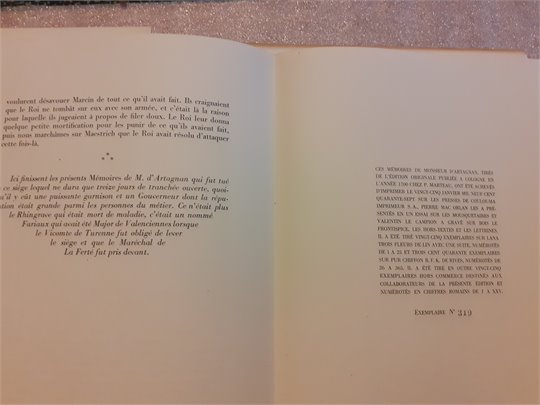 voulurent désavouer Marcin de tout ce qu'il avait fait. Ils craignaient
que le Roi ne tombât sur eux avec son armée, et c'était là la raison
pour laquelle ils jugeaient à propos de filer doux. Le Roi leur donna
quelque petite mortification pour les punir de ce qu'ils avaient fait,
puis nous marchâmes sur Maestrich que le Roi avait résolu d'attaquer
cette fois-là.
* * *
Ici finissent les présents Mémoires de M. d'Artagnan qui fut tué
ce siège lequel ne dura que treize jours de tranchée ouverte, quoi-
qu'il y eût une puissante garnison et un Gouverneur dont la répu-
tation était grande parmi les personnes du métier. Ce n'était plus
le Rhingrave qui était mort de maladie, c'était un nommé
Fariaux qui avait été Major de Valenciennes lorsque
le Vicomte de Turenne fut obligé de lever
le siège et que le Maréchal de
La Ferté fut pris devant.
CES MÉMOIRES DE MONSIEUR D'ARTAGNAN, TIRÉS
DE L'ÉDITION ORIGINALE PUBLIÉE A COLOGNE EN
L'ANNÉE 1700 CHEZ P. MARTEAU, ONT ÉTÉ ACHEVÉS
D'IMPRIMER LE VINGT-CINQ JANVIER MIL NEUF CENT
QUARANTE-SEPT SUR LES PRESSES DE COULOUMA
IMPRIMEUR S.A., PIERRE MAC ORLAN LES A PRÉ-
SENTÉS EN UN ESSAI SUR LES MOUSQUETAIRES ET
VALENTIN LE CAMPION A GRAVÉ SUR BOIS LE
FRONTISPICE, LES HORS-TEXTE ET LES LETTRINES.
IL A ÉTÉ TIRÉ VINGT-CINQ EXEMPLAIRES SUR LANA
TROIS FLEURS DE LIN AVEC UNE SUITE, NUMÉROTÉS
DE 1 A 25 ET TROIS CENT QUARANTE EXEMPLAIRES
SUR PUR CHIFFON B.F.K. DE RIVES, NUMÉROTÉS DE
26 A 365. IL A ÉTÉ TIRÉ EN OUTRE VINGT-CINQ
EXEMPLAIRES HORS COMMERCE DESTINÉS AUX
COLLABORATEURS DE LA PRÉSENTE ÉDITION ET
NUMÉROTÉS EN CHIFFRES ROMAINS DE I A XXV.
EXEMPLAIRE N° 349